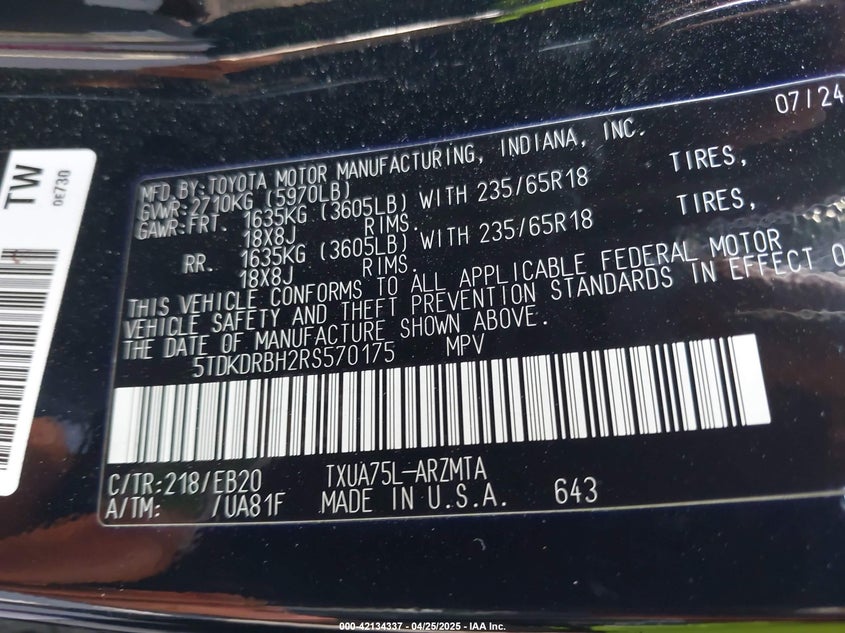 07/24
MFD BY:TOYOTA MOTOR MANUFACTURING, INDIANA, INC.
GVWR:2710KG (5970LB)
GAWR:FRT. 1635KG (3605LB) WITH 235/65R18 TIRES,
18X8J RIMS.
RR. 1635KG (3605LB) WITH 235/65R18 TIRES,
18X8J RIMS.
THIS VEHICLE CONFORMS TO ALL APPLICABLE FEDERAL MOTOR
VEHICLE SAFETY AND THEFT PREVENTION STANDARDS IN EFFECT O
THE DATE OF MANUFACTURE SHOWN ABOVE.
5TDKDRBH2RS570175 MPV
C/TR:218/EB20 TXUA75L-ARZMTA
A/TM: /UA81F MADE IN U.S.A. 643
TW
0E730
000-42134337 - 04/25/2025 - IAA Inc.